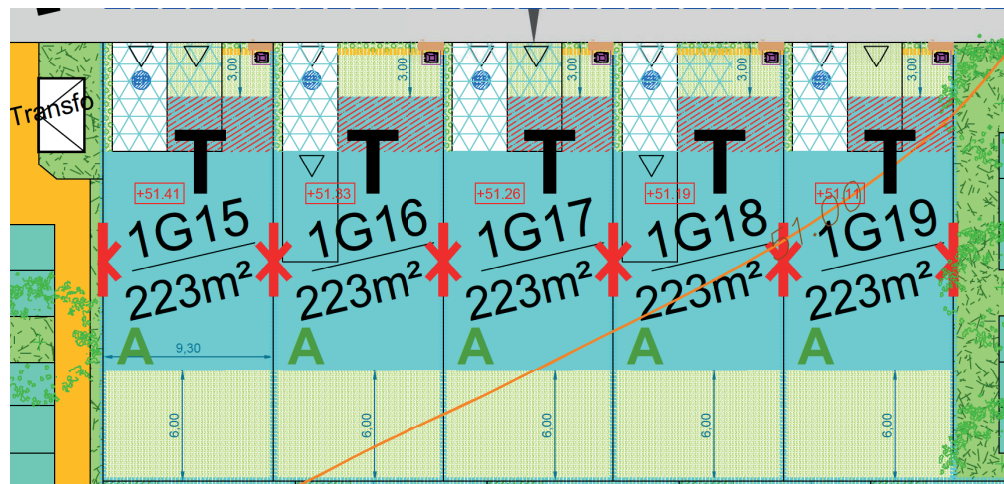 3,00
3,00
3,00
3,00
3,00
Transfo
T
T
T
T
T
+51.41
+51.33
+51.26
+51.19
+51.11
51.00
1G15
1G16
1G17
1G18
1G19
223m²
223m²
223m²
223m²
223m²
A
A
A
A
A
9,30
6,00
6,00
6,00
6,00
6,00